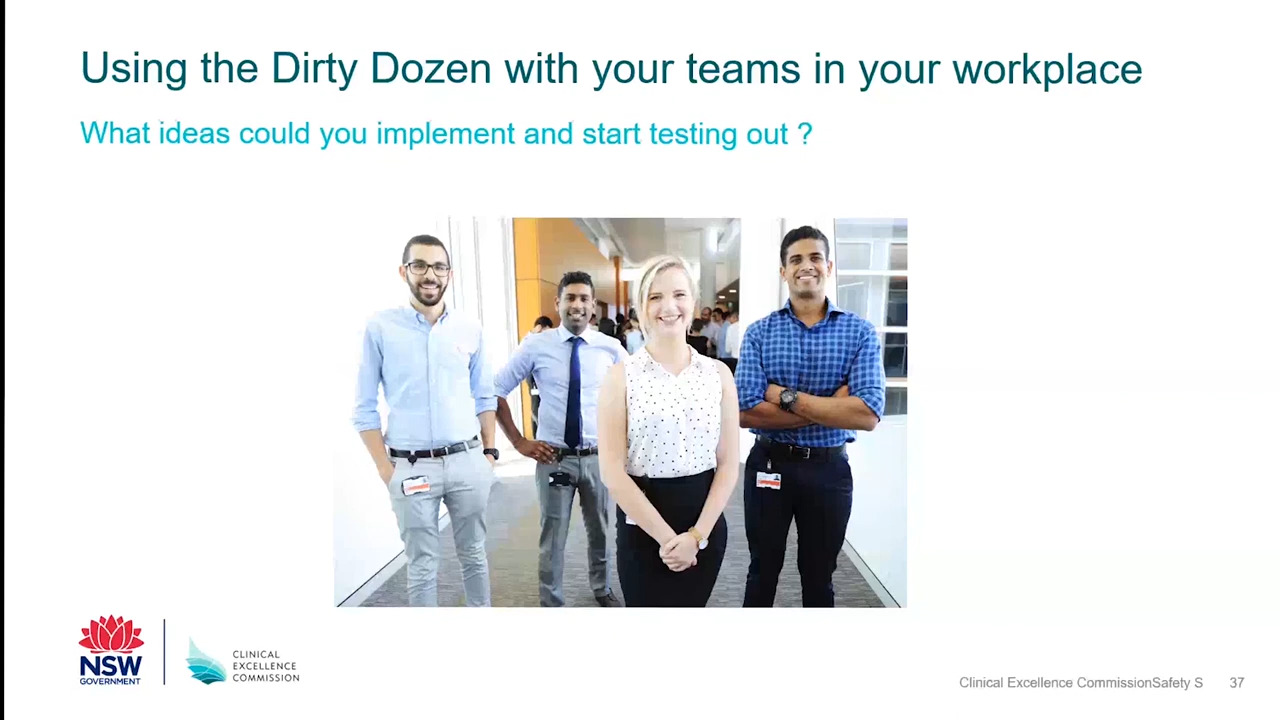 Using the Dirty Dozen with your teams in your workplace
What ideas could you implement and start testing out ?
NSW
GOVERNMENT
CLINICAL
EXCELLENCE
COMMISSION
Clinical Excellence CommissionSafety S 37